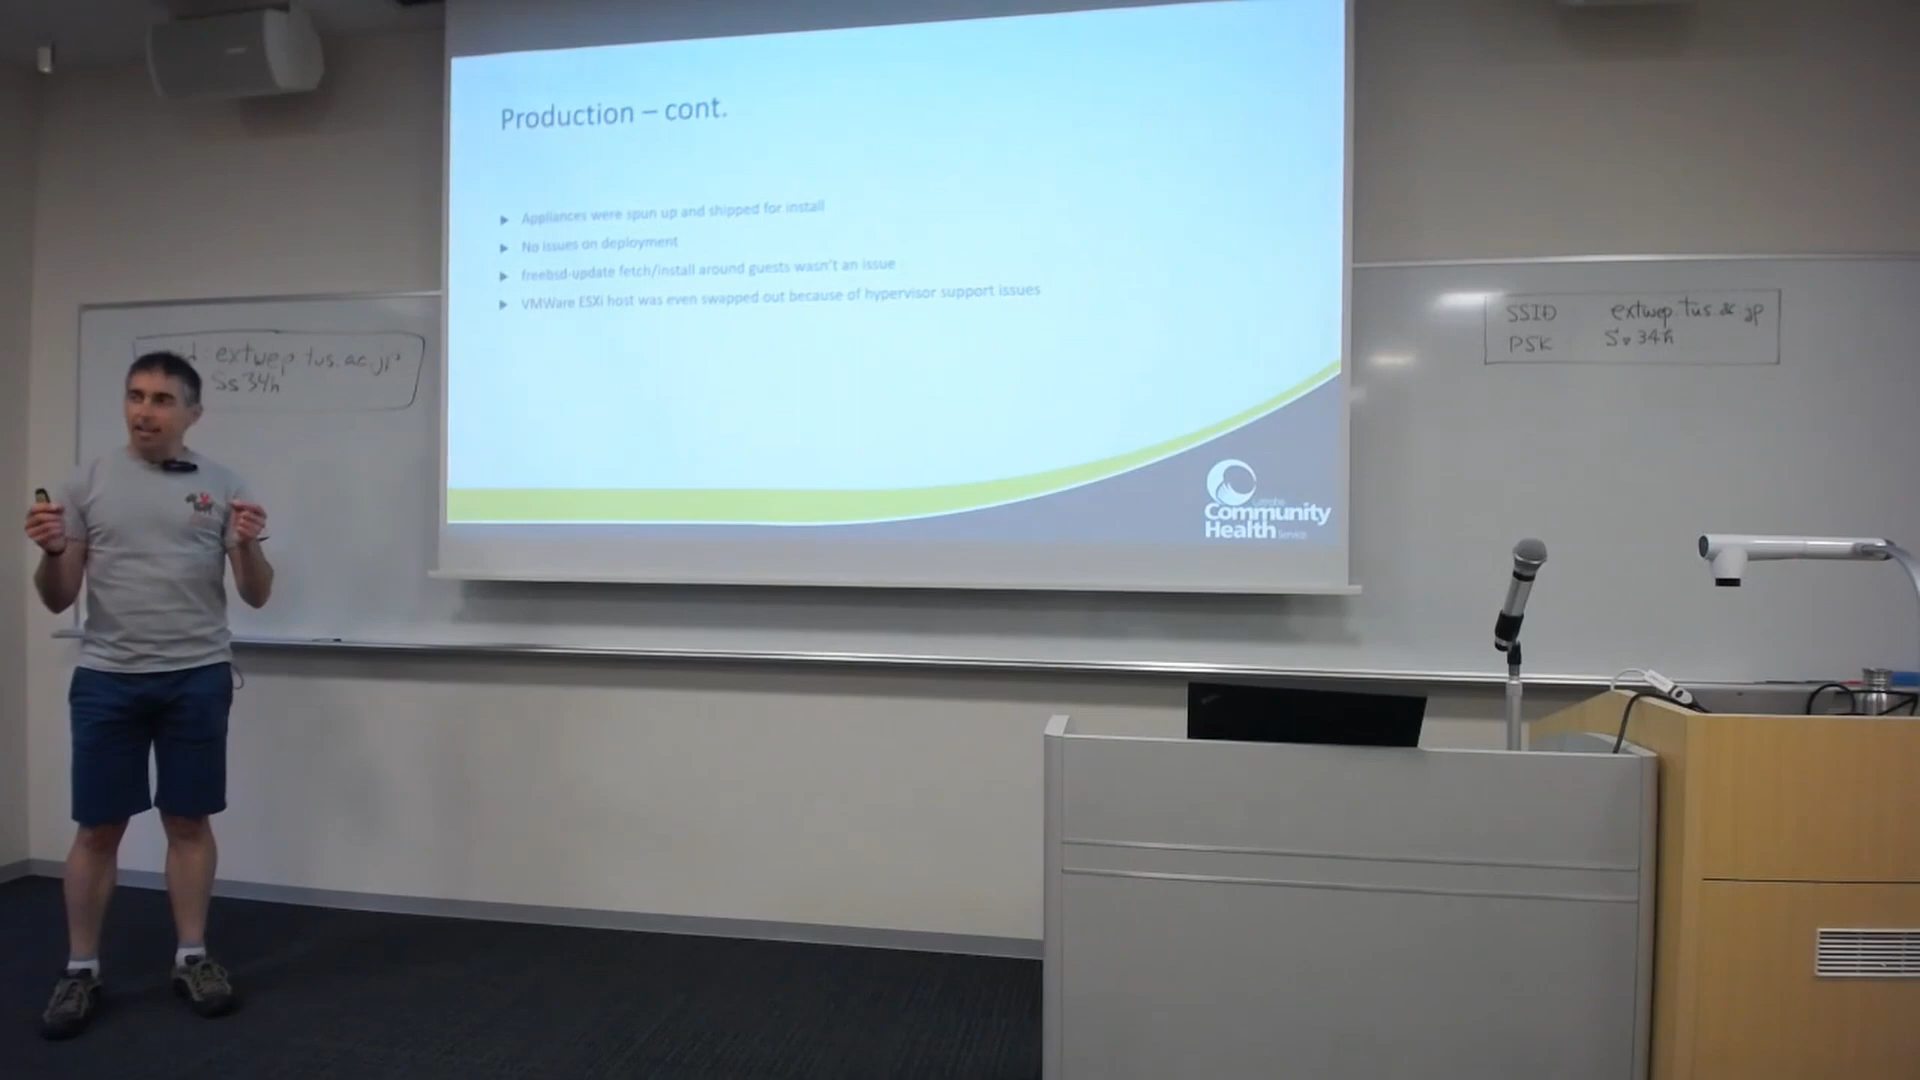 Production – cont.
Appliances were spun up and shipped for install
No issues on deployment
freebsd-update fetch/install around guests wasn't an issue
VMWare ESXi host was even swapped out because of hypervisor support issues
Community
Health Service
extwep.tus.ac.jp
Ss34h
SSID extwep.tus.ac.jp
PSK